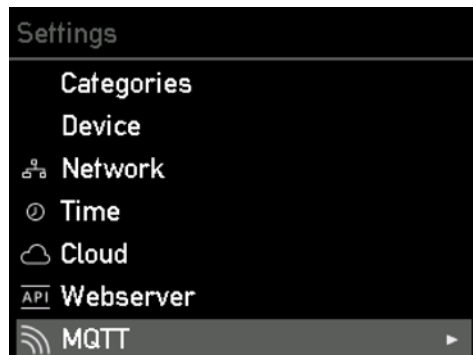 Settings
Categories
Device
Network
Time
Cloud
API Webserver
MQTT